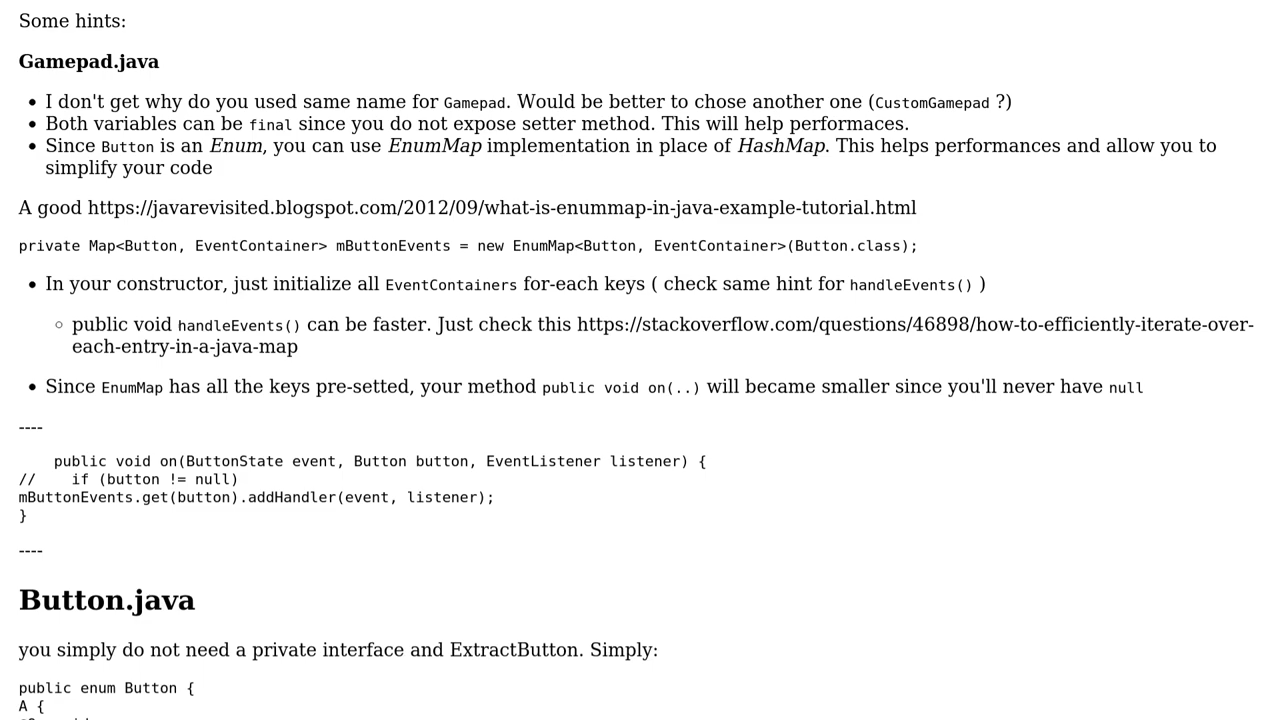 Some hints:
Gamepad.java
I don't get why do you used same name for Gamepad. Would be better to chose another one (CustomGamepad ?)
Both variables can be final since you do not expose setter method. This will help performaces.
Since Button is an Enum, you can use EnumMap implementation in place of HashMap. This helps performances and allow you to
simplify your code
A good https://javarevisited.blogspot.com/2012/09/what-is-enummap-in-java-example-tutorial.html
private Map<Button, EventContainer> mButtonEvents = new EnumMap<Button, EventContainer>(Button.class);
In your constructor, just initialize all EventContainers for-each keys ( check same hint for handleEvents() )
public void handleEvents() can be faster. Just check this https://stackoverflow.com/questions/46898/how-to-efficiently-iterate-over-
each-entry-in-a-java-map
Since EnumMap has all the keys pre-setted, your method public void on(..) will became smaller since you'll never have null
----
public void on(ButtonState event, Button button, EventListener listener) {
//    if (button != null)
mButtonEvents.get(button).addHandler(event, listener);
}
----
Button.java
you simply do not need a private interface and ExtractButton. Simply:
public enum Button {
A {